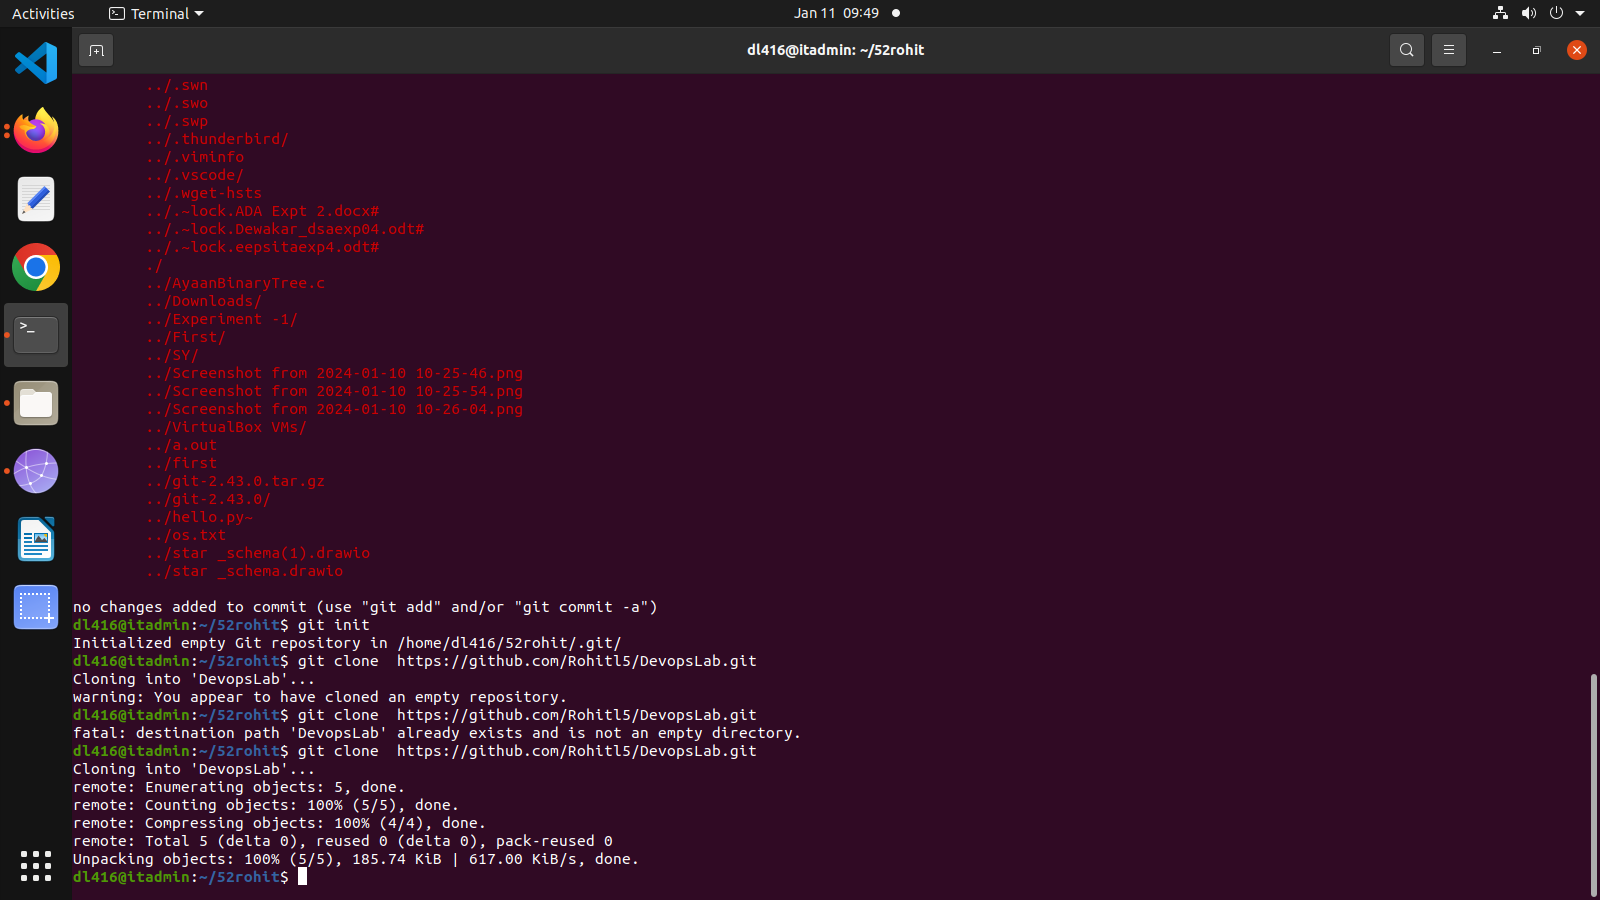 Activities
Terminal
Jan 11 09:49
dl416@itadmin: ~/52rohit
../.swn
../.swo
../.swp
../.thunderbird/
../.viminfo
../.vscode/
../.wget-hsts
../.~lock.ADA Expt 2.docx#
../.~lock.Dewakar_dsaexp04.odt#
../.~lock.eepsitaexp4.odt#
./
../AyaanBinaryTree.c
../Downloads/
../Experiment -1/
../First/
../SY/
../Screenshot from 2024-01-10 10-25-46.png
../Screenshot from 2024-01-10 10-25-54.png
../Screenshot from 2024-01-10 10-26-04.png
../VirtualBox VMs/
../a.out
../first
../git-2.43.0.tar.gz
../git-2.43.0/
../hello.py~
../os.txt
../star _schema(1).drawio
../star _schema.drawio
no changes added to commit (use "git add" and/or "git commit -a")
dl416@itadmin:~/52rohit$ git init
Initialized empty Git repository in /home/dl416/52rohit/.git/
dl416@itadmin:~/52rohit$ git clone  https://github.com/Rohitl5/DevopsLab.git
Cloning into 'DevopsLab'...
warning: You appear to have cloned an empty repository.
dl416@itadmin:~/52rohit$ git clone  https://github.com/Rohitl5/DevopsLab.git
fatal: destination path 'DevopsLab' already exists and is not an empty directory.
dl416@itadmin:~/52rohit$ git clone  https://github.com/Rohitl5/DevopsLab.git
Cloning into 'DevopsLab'...
remote: Enumerating objects: 5, done.
remote: Counting objects: 100% (5/5), done.
remote: Compressing objects: 100% (4/4), done.
remote: Total 5 (delta 0), reused 0 (delta 0), pack-reused 0
Unpacking objects: 100% (5/5), 185.74 KiB | 617.00 KiB/s, done.
dl416@itadmin:~/52rohit$